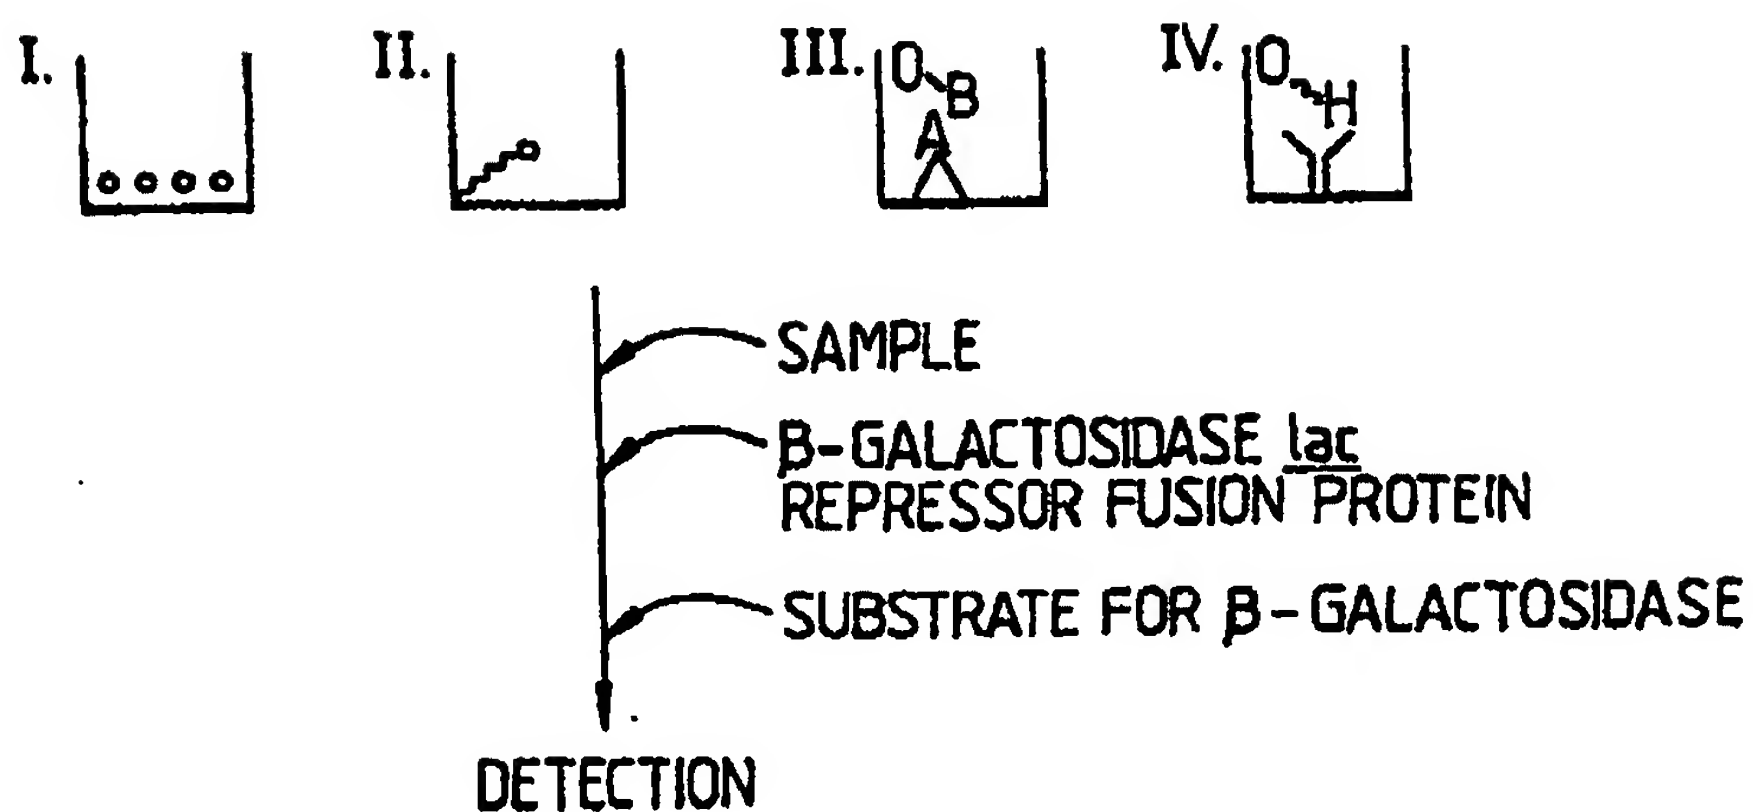 I. II. III. IV.
O B O H
A
SAMPLE
β-GALACTOSIDASE lac
REPRESSOR FUSION PROTEIN
SUBSTRATE FOR β-GALACTOSIDASE
DETECTION